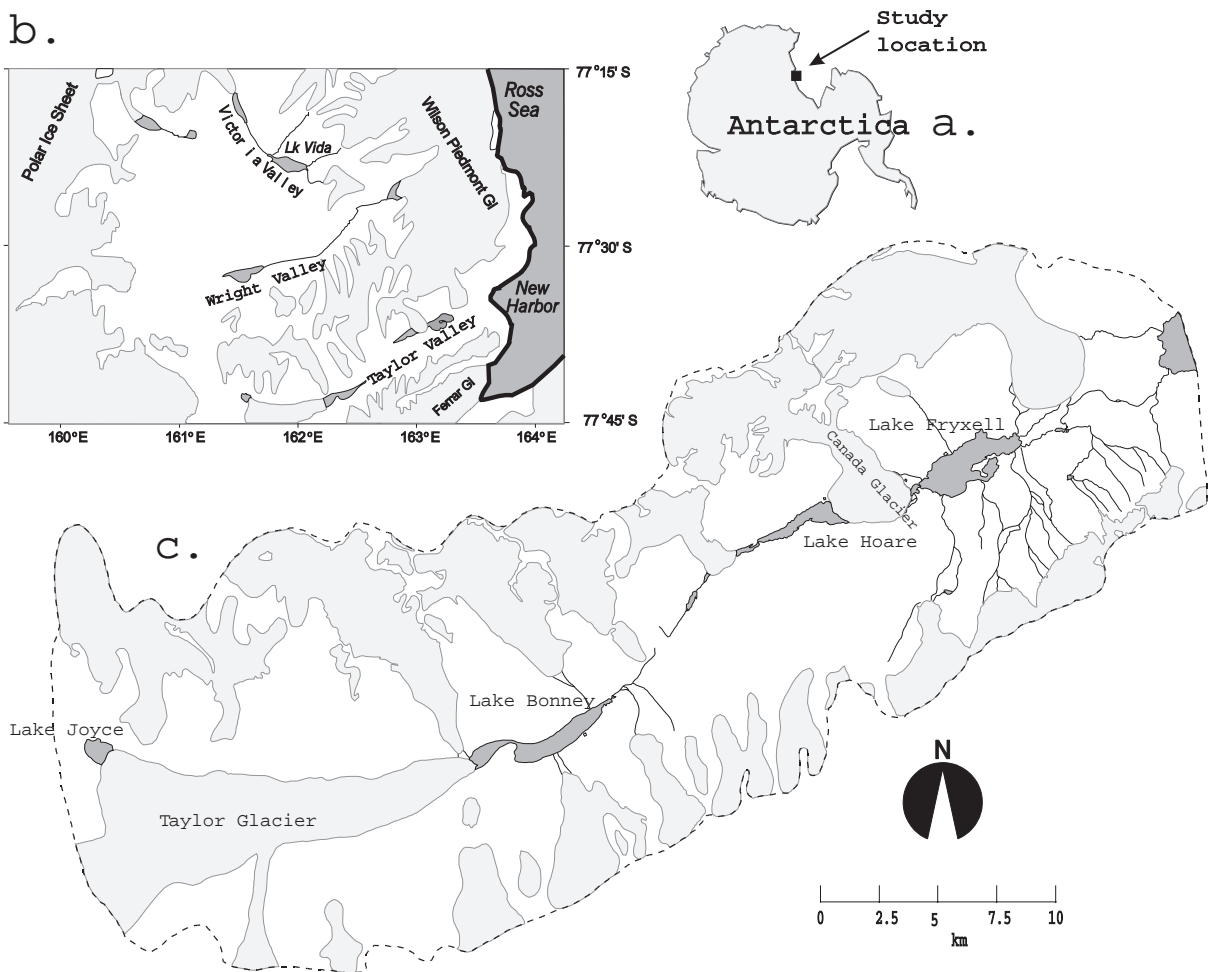 b.
Study
location
Antarctica a.
77°15' S
77°30' S
77°45' S
Polar Ice Sheet
Victor i a Valley
Lk Vida
Wilson Piedmont Gl
Ross
Sea
Wright Valley
New
Harbor
Taylor Valley
Ferrar Gl
160°E
161°E
162°E
163°E
164°E
c.
Lake Fryxell
Canada Glacier
Lake Hoare
Lake Bonney
Lake Joyce
Taylor Glacier
N
0 2.5 5 7.5 10
km